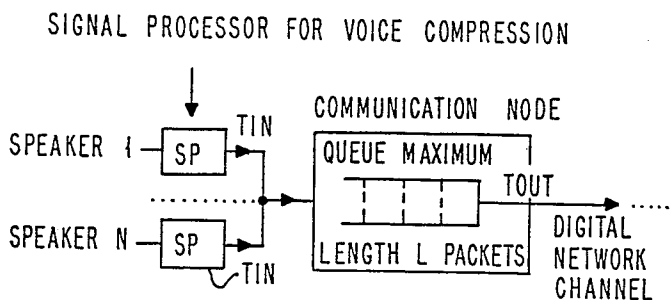 SIGNAL PROCESSOR FOR VOICE COMPRESSION
SPEAKER 1
SP
TIN
SPEAKER N
SP
TIN
COMMUNICATION NODE
QUEUE MAXIMUM
LENGTH L PACKETS
TOUT
DIGITAL
NETWORK
CHANNEL